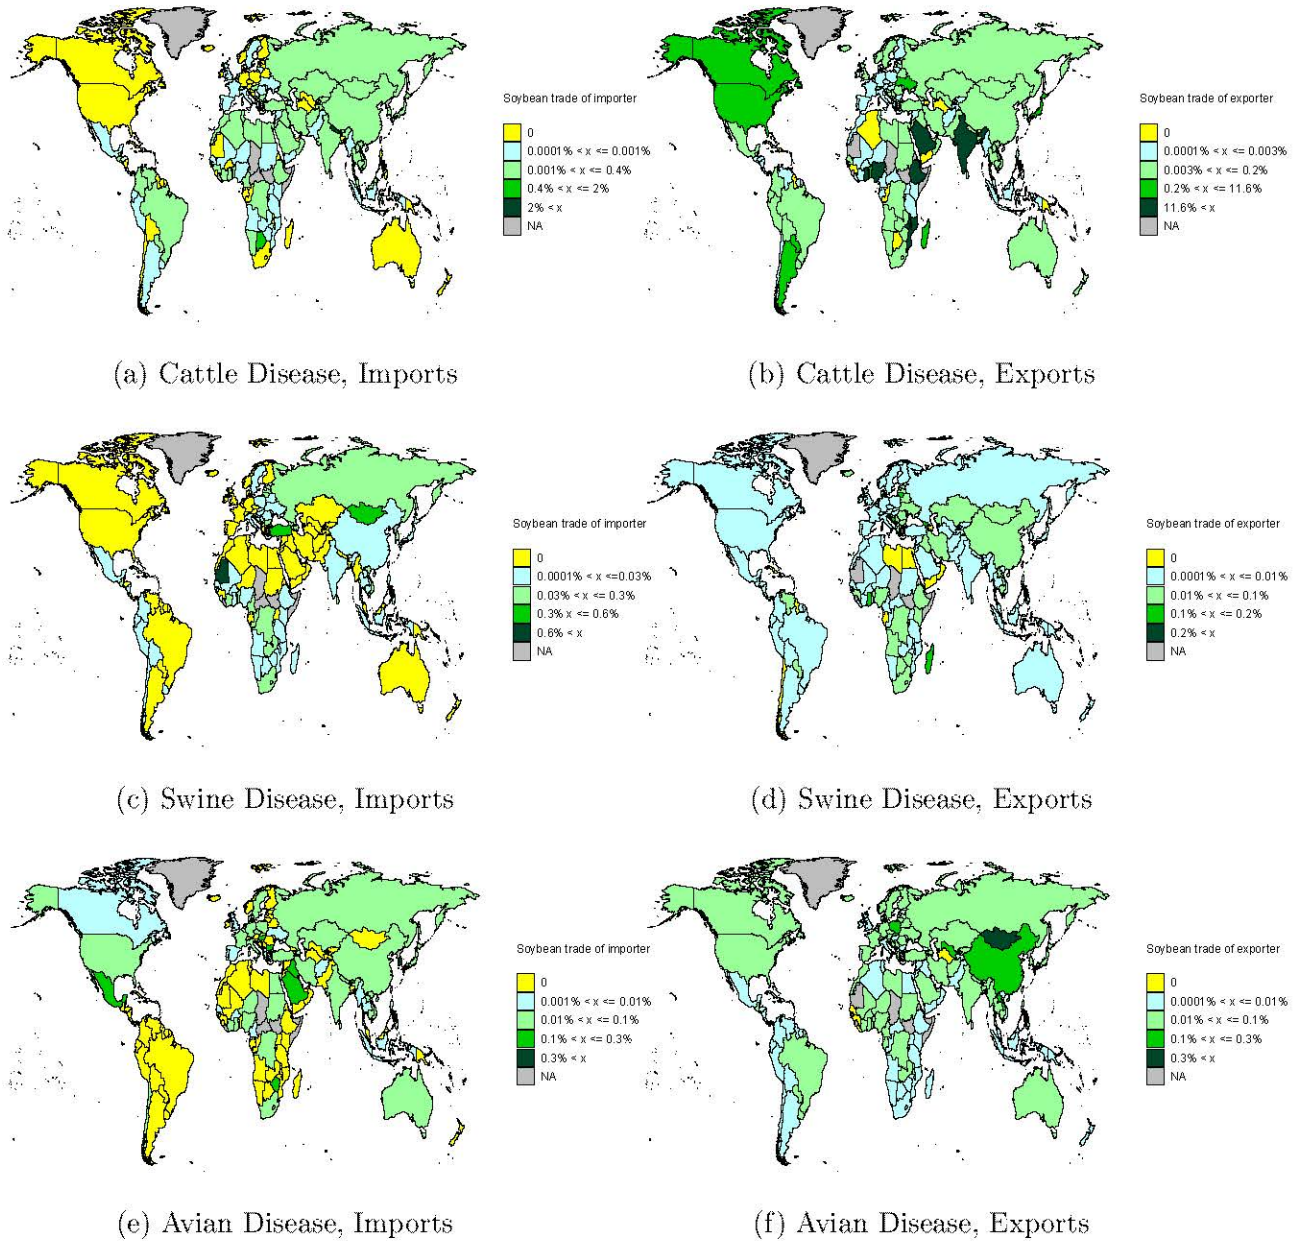 Soybean trade of importer
0
0.0001% < x <= 0.001%
0.001% < x <= 0.4%
0.4% < x <= 2%
2% < x
NA
Soybean trade of exporter
0
0.0001% < x <= 0.003%
0.003% < x <= 0.2%
0.2% < x <= 11.6%
11.6% < x
NA
(a) Cattle Disease, Imports
(b) Cattle Disease, Exports
Soybean trade of importer
0
0.0001% < x <=0.03%
0.03% < x <= 0.3%
0.3% x <= 0.6%
0.6% < x
NA
Soybean trade of exporter
0
0.0001% < x <= 0.01%
0.01% < x <= 0.1%
0.1% < x <= 0.2%
0.2% < x
NA
(c) Swine Disease, Imports
(d) Swine Disease, Exports
Soybean trade of importer
0
0.001% < x <= 0.01%
0.01% < x <= 0.1%
0.1% < x <= 0.3%
0.3% < x
NA
Soybean trade of exporter
0
0.0001% < x <= 0.01%
0.01% < x <= 0.1%
0.1% < x <= 0.3%
0.3% < x
NA
(e) Avian Disease, Imports
(f) Avian Disease, Exports